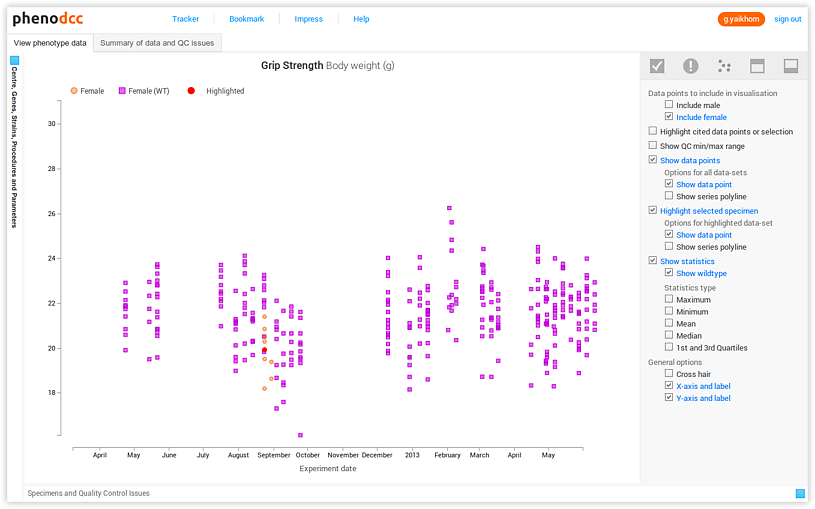 phenodcc
Tracker Bookmark Impress Help
g.yaikhom sign out
View phenotype data Summary of data and QC issues
Centre, Genes, Strains, Procedures and Parameters
Grip Strength Body weight (g)
Female Female (WT) Highlighted
30
28
26
24
22
20
18
April May June July August September October November December 2013 February March April May
Experiment date
Data points to include in visualisation
Include male
Include female
Highlight cited data points or selection
Show QC min/max range
Show data points
Options for all data-sets
Show data point
Show series polyline
Highlight selected specimen
Options for highlighted data-set
Show data point
Show series polyline
Show statistics
Show wildtype
Statistics type
Maximum
Minimum
Mean
Median
1st and 3rd Quartiles
General options
Cross hair
X-axis and label
Y-axis and label
Specimens and Quality Control Issues